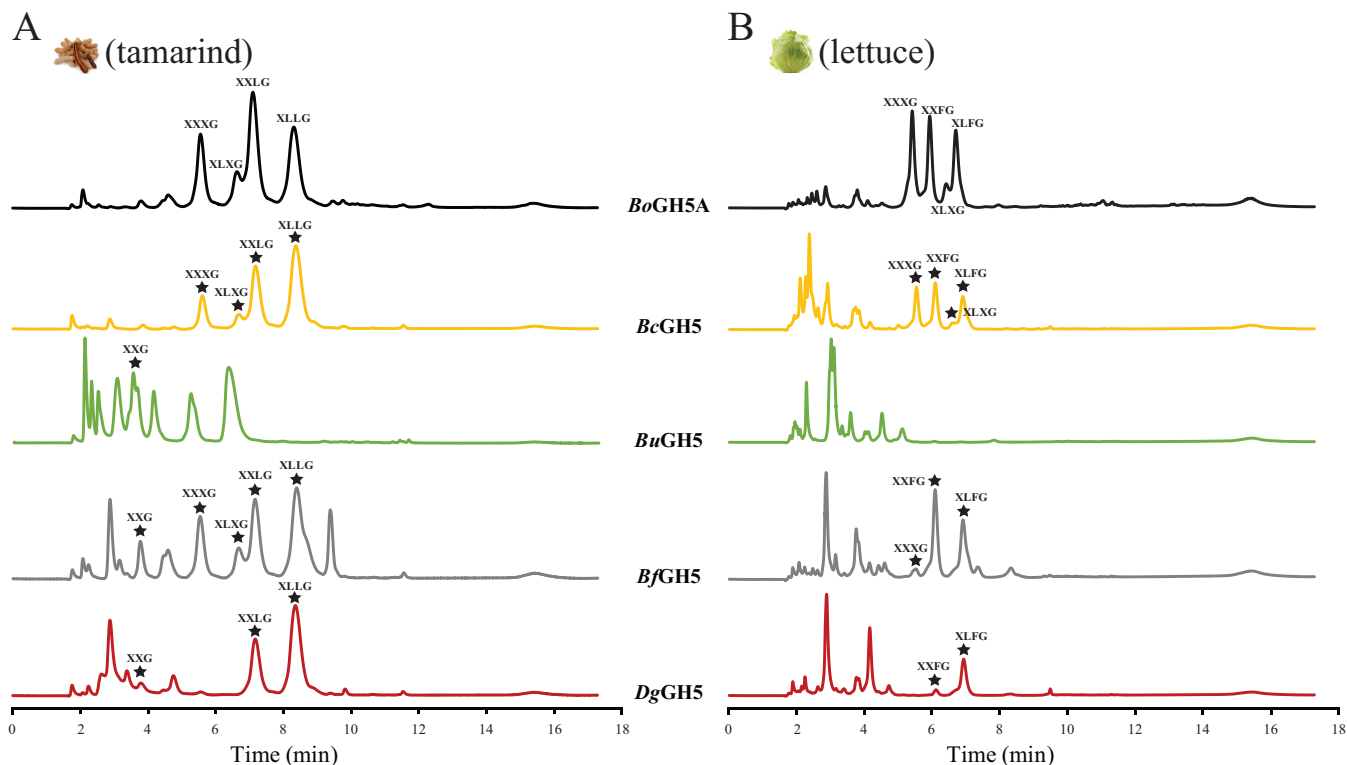 A
(tamarind)
XXXG
XLXG
XXLG
XLLG
XXXG
XLXG
XXLG
XLLG
XXG
XXG
XXXG
XLXG
XXLG
XLLG
XXG
XXLG
XLLG
0 2 4 6 8 10 12 14 16 18
Time (min)
BoGH5A
BcGH5
BuGH5
BfGH5
DgGH5
B
(lettuce)
XXXG
XXFG
XLFG
XLXG
XXXG
XXFG
XLFG
XLXG
XXFG
XLFG
XXXG
XXFG
XLFG
0 2 4 6 8 10 12 14 16 18
Time (min)